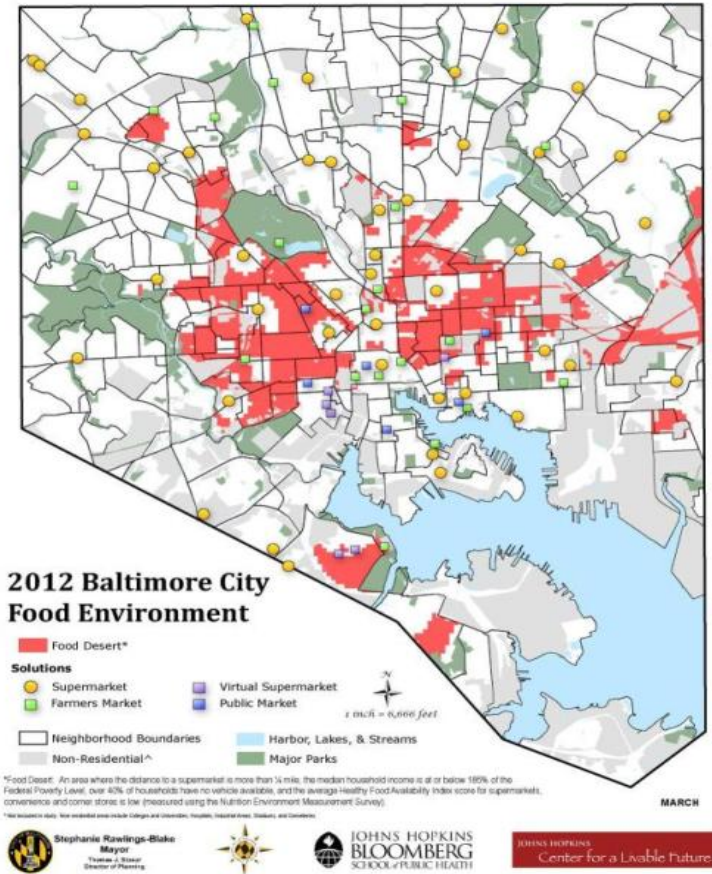 2012 Baltimore City
Food Environment
Food Desert*
Solutions
Supermarket
Virtual Supermarket
Farmers Market
Public Market
N
1 inch = 6,666 feet
Neighborhood Boundaries
Harbor, Lakes, & Streams
Non-Residential^
Major Parks
*Food Desert: An area where the distance to a supermarket is more than ¼ mile, the median household income is at or below 185% of the
Federal Poverty Level, over 40% of households have no vehicle available, and the average Healthy Food Availability Index score for supermarkets,
convenience and corner stores is low (measured using the Nutrition Environment Measurement Survey).
MARCH
Stephanie Rawlings-Blake
Mayor
Thomas J. Stosur
Director of Planning
JOHNS HOPKINS
BLOOMBERG
SCHOOL of PUBLIC HEALTH
JOHNS HOPKINS
Center for a Livable Future